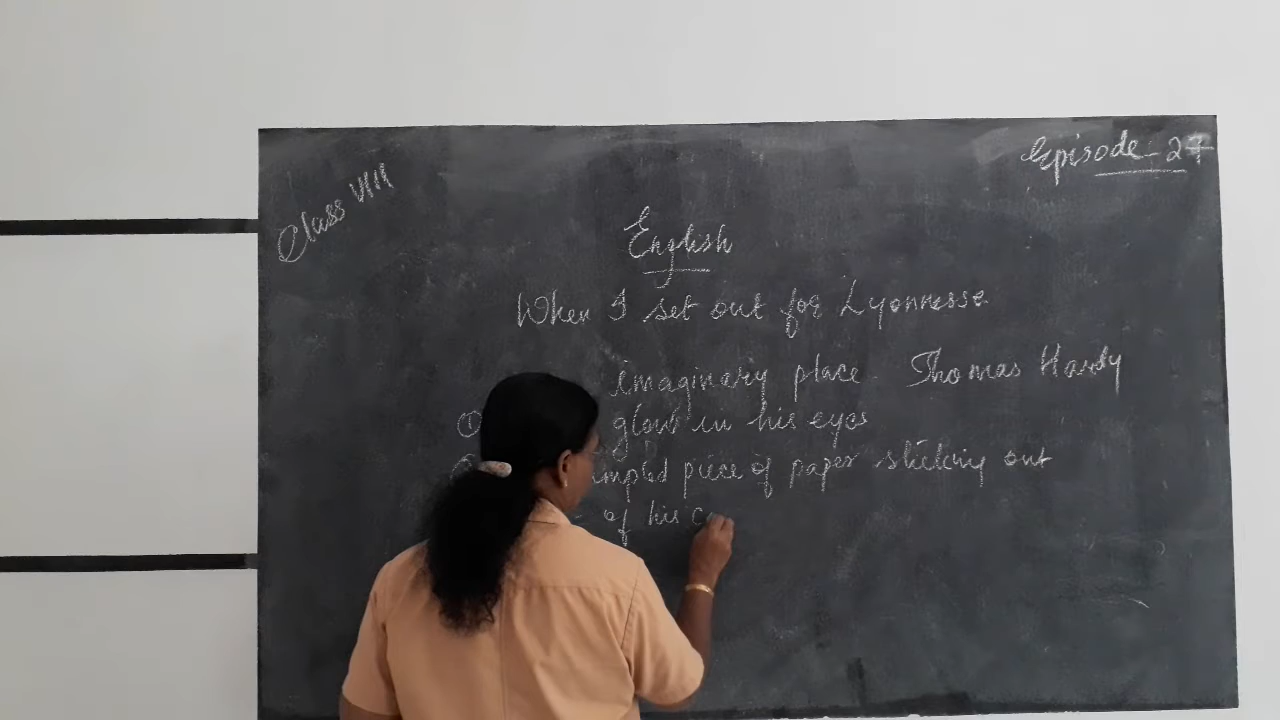 Episode - 27
Class VIII
English
When I set out for Lyonnesse
imaginary place. Thomas Hardy
glow in his eyes
piece of paper sticking out
of his